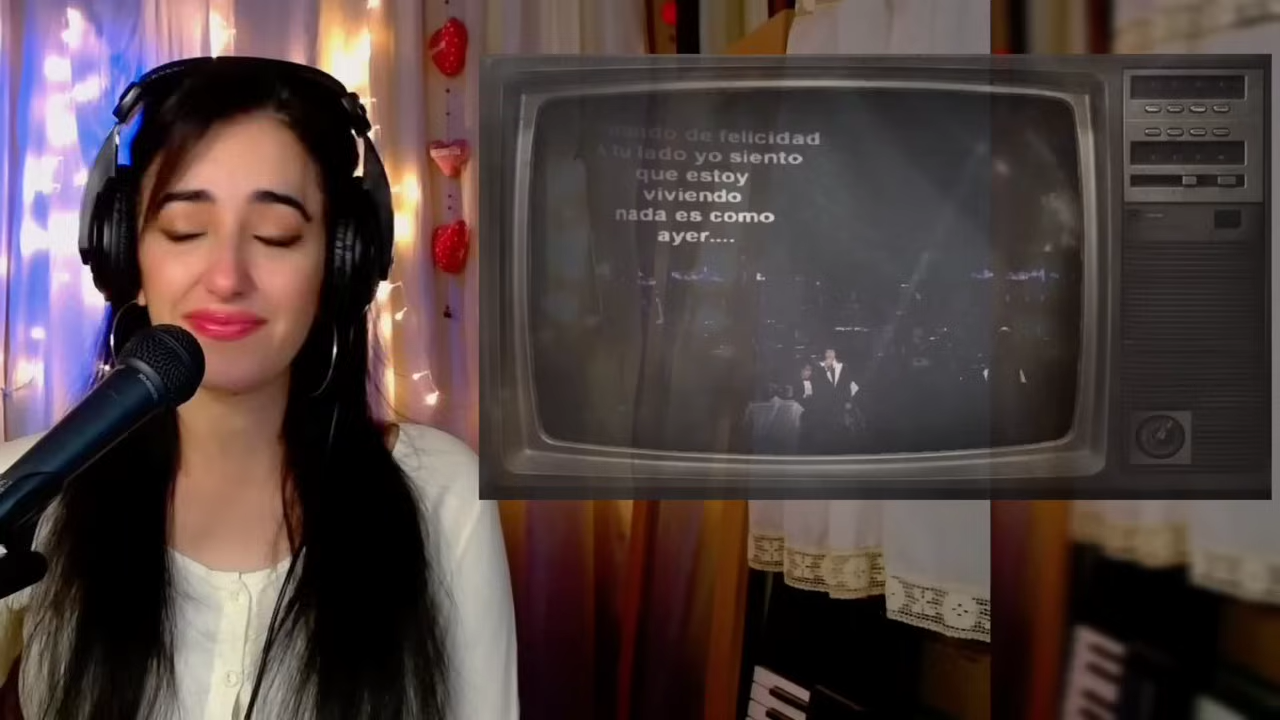 de felicidad
tu lado yo siento
que estoy
viviendo
nada es como
ayer....